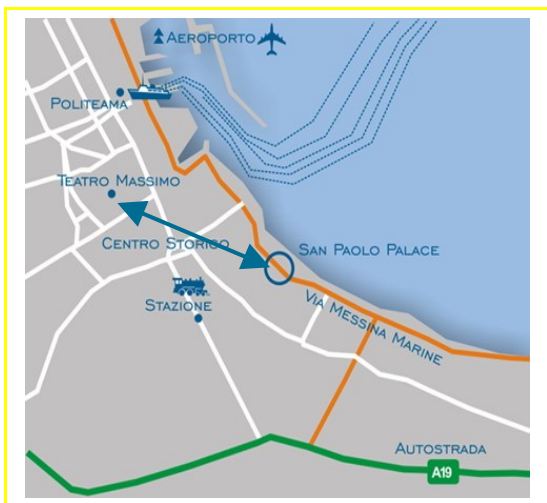 AEROPORTO
POLITEAMA
TEATRO MASSIMO
CENTRO STORICO
SAN PAOLO PALACE
STAZIONE
VIA MESSINA MARINE
AUTOSTRADA
A19